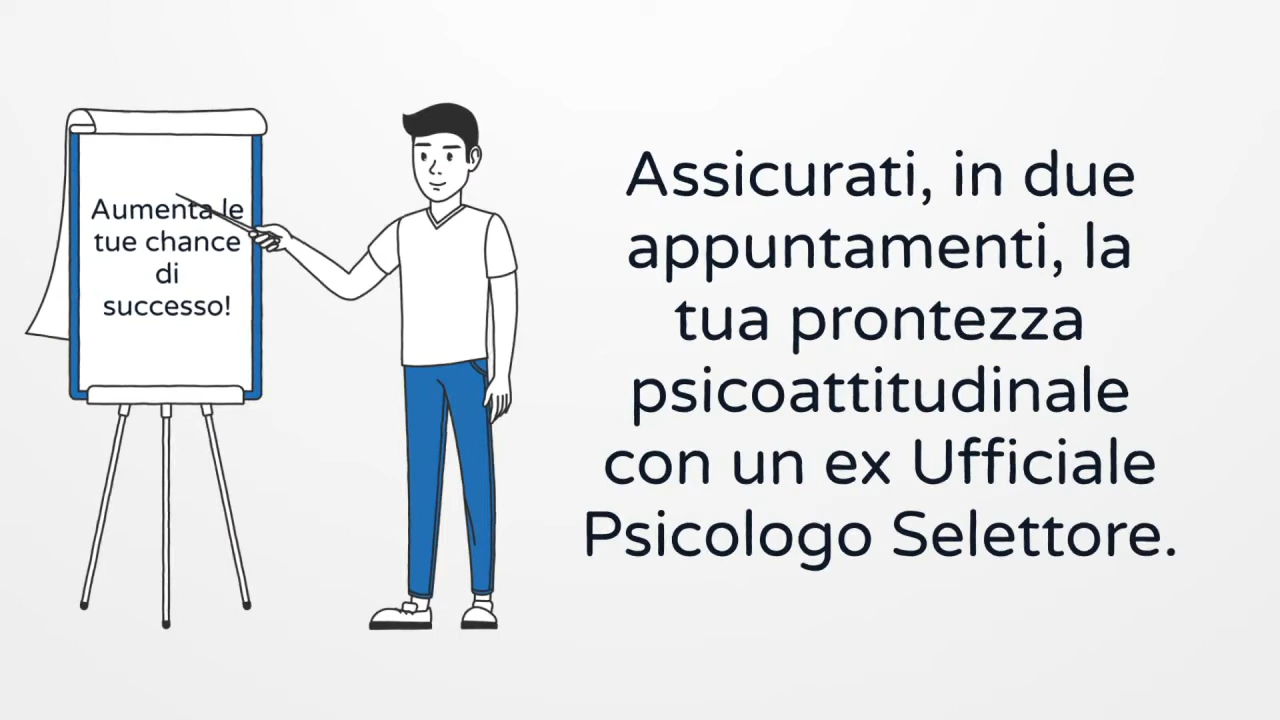 Aumenta le
tue chance
di
successo!
Assicurati, in due
appuntamenti, la
tua prontezza
psicoattitudinale
con un ex Ufficiale
Psicologo Selettore.